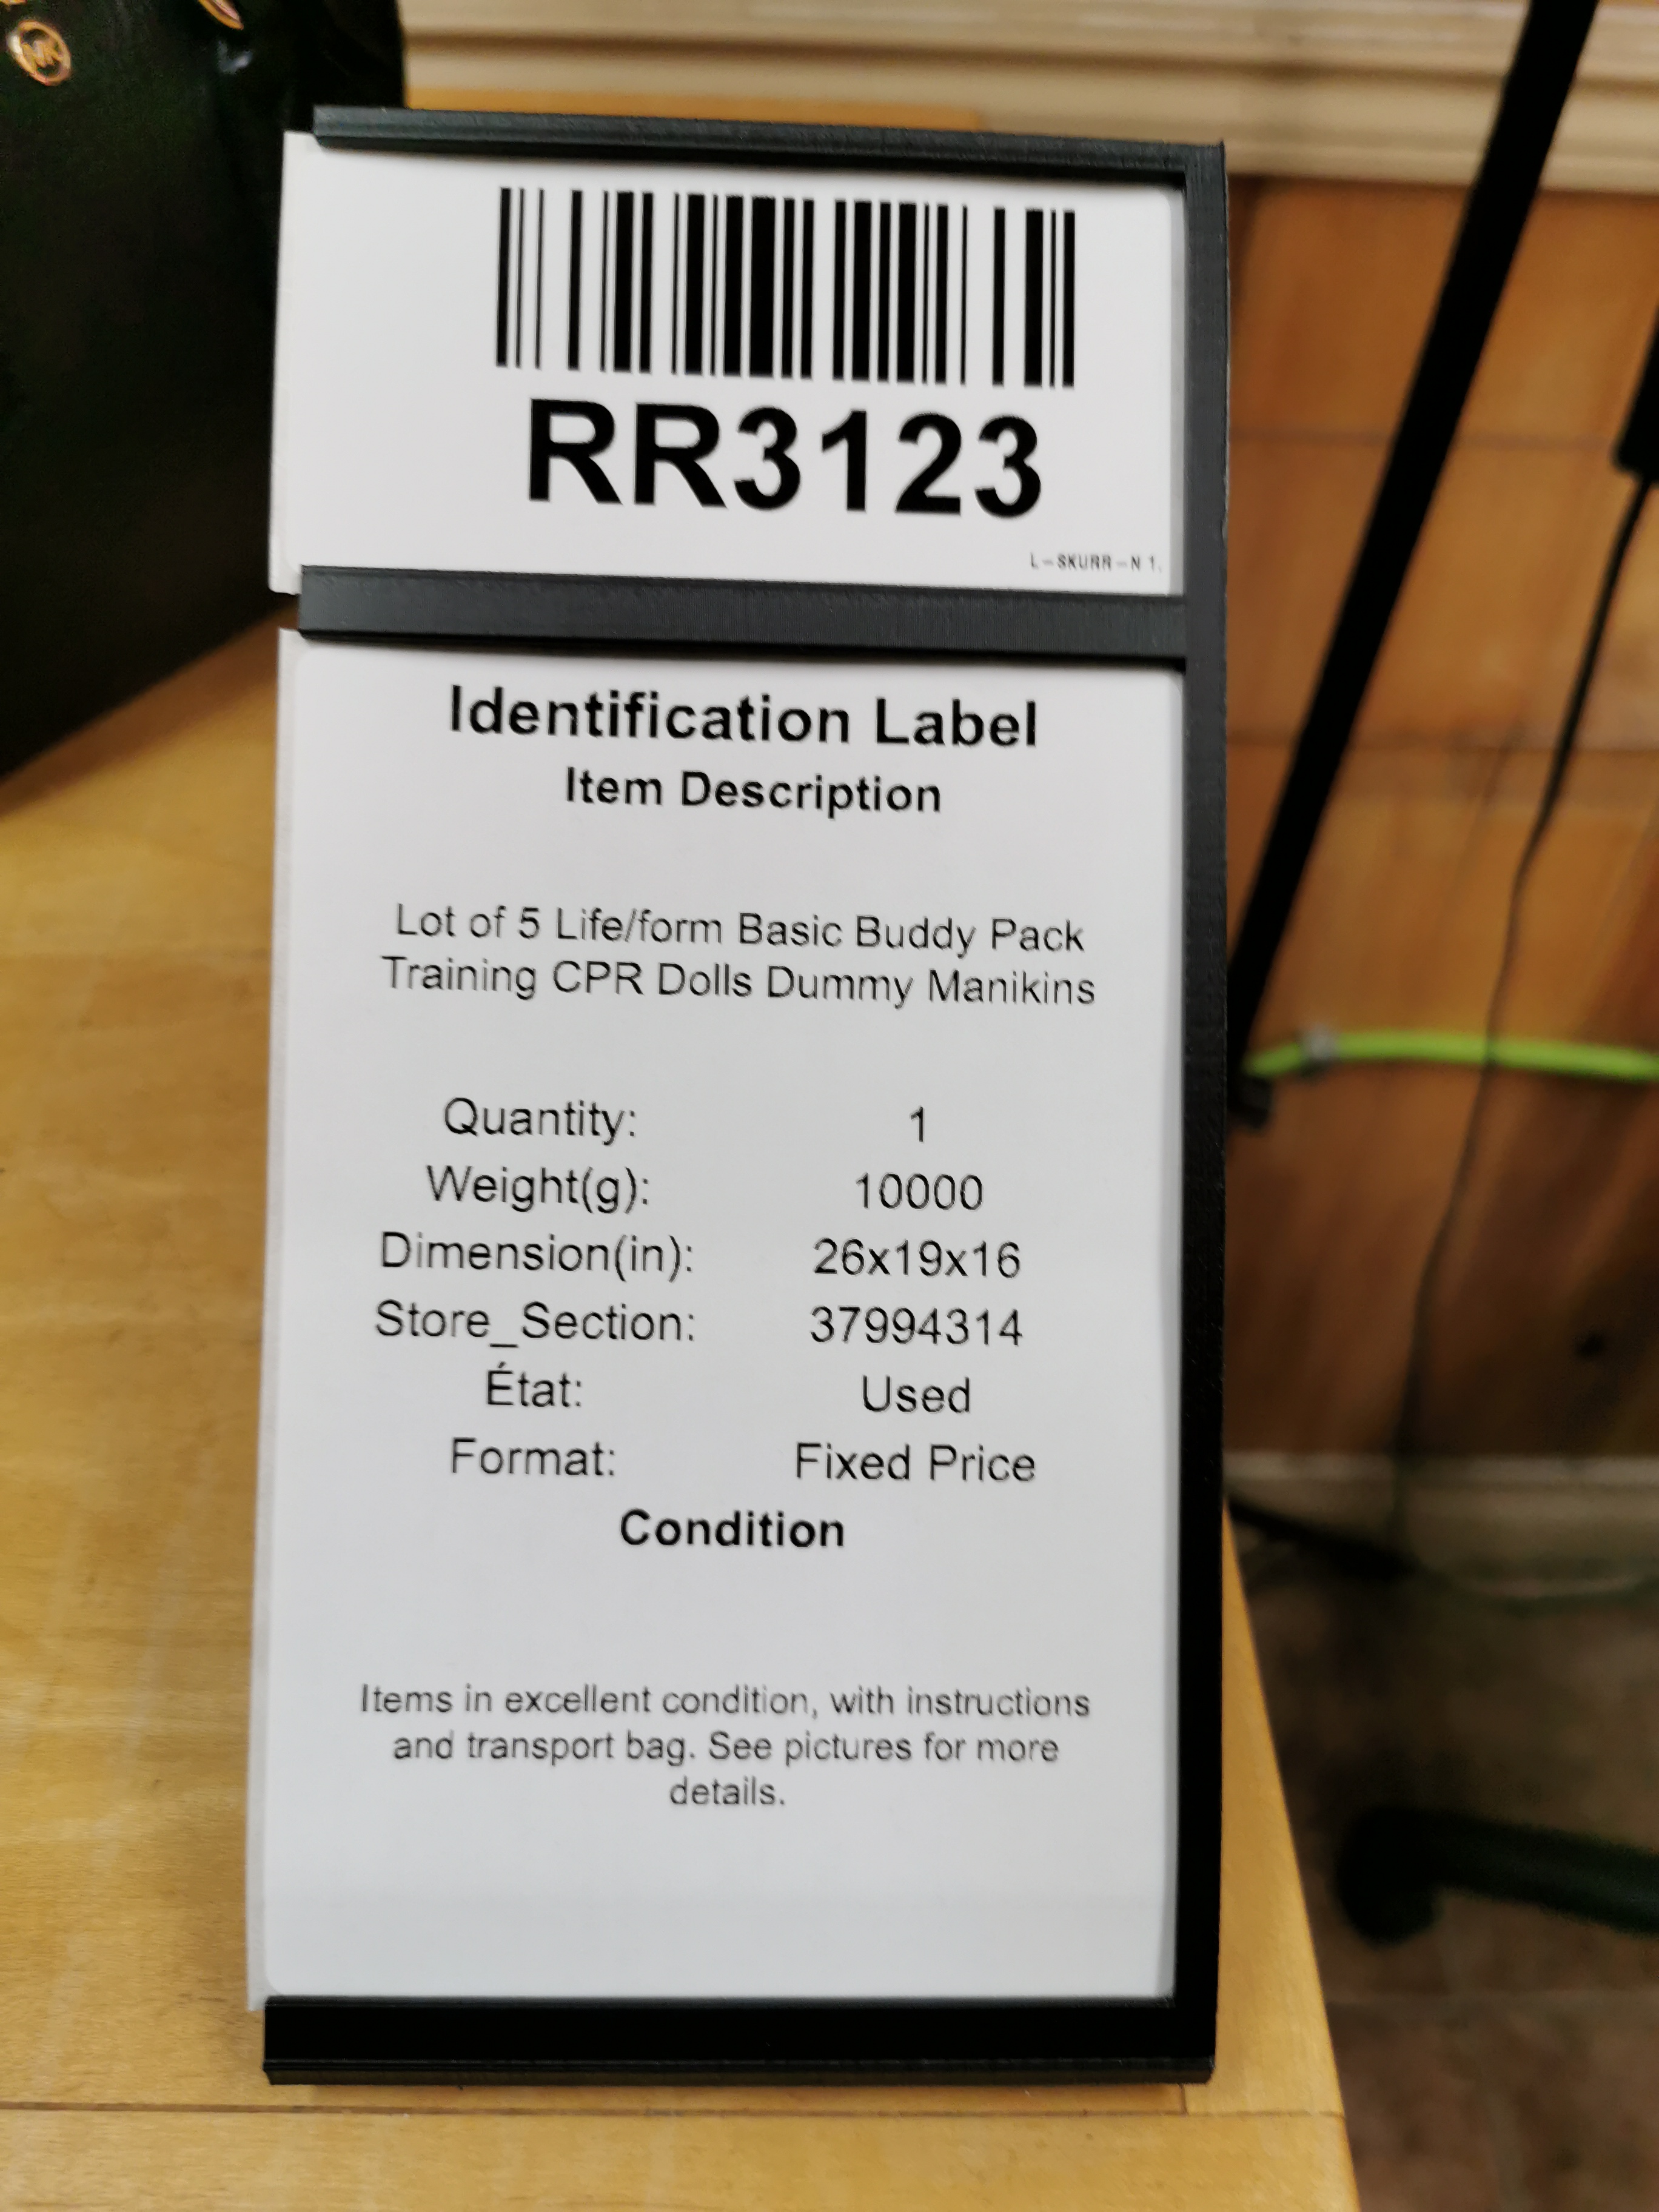 RR3123
L-SKURR-N 1.
Identification Label
Item Description
Lot of 5 Life/form Basic Buddy Pack
Training CPR Dolls Dummy Manikins
Quantity: 1
Weight(g): 10000
Dimension(in): 26x19x16
Store_Section: 37994314
État: Used
Format: Fixed Price
Condition
Items in excellent condition, with instructions
and transport bag. See pictures for more
details.